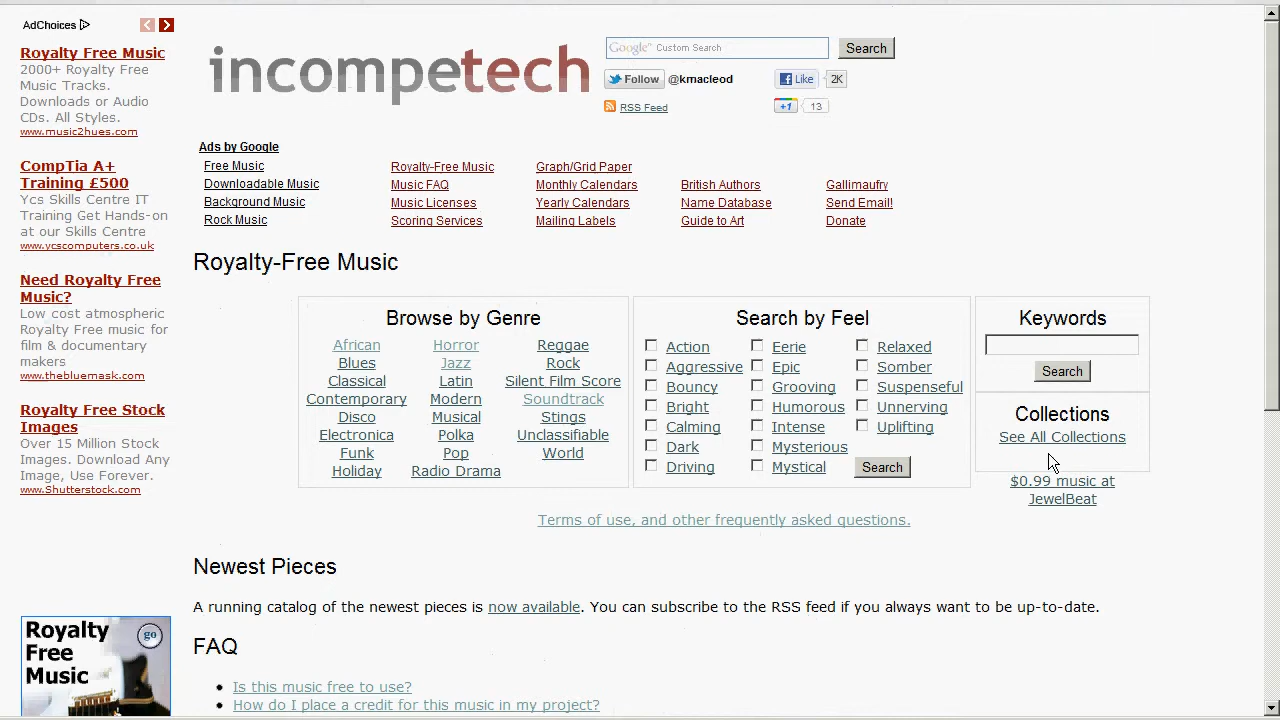 AdChoices
Royalty Free Music
2000+ Royalty Free
Music Tracks.
Downloads or Audio
CDs. All Styles.
www.music2hues.com
CompTia A+
Training £500
Ycs Skills Centre IT
Training Get Hands-on
at our Skills Centre
www.ycscomputers.co.uk
Need Royalty Free
Music?
Low cost atmospheric
Royalty Free music for
film & documentary
makers
www.thebluemask.com
Royalty Free Stock
Images
Over 15 Million Stock
Images. Download Any
Image, Use Forever.
www.Shutterstock.com
Royalty
Free
Music
go
incompetech
Google™ Custom Search
Search
Follow @kmacleod
Like 2K
RSS Feed
+1 13
Ads by Google
Free Music
Downloadable Music
Background Music
Rock Music
Royalty-Free Music
Music FAQ
Music Licenses
Scoring Services
Graph/Grid Paper
Monthly Calendars
Yearly Calendars
Mailing Labels
British Authors
Name Database
Guide to Art
Gallimaufry
Send Email!
Donate
Royalty-Free Music
Browse by Genre
African
Blues
Classical
Contemporary
Disco
Electronica
Funk
Holiday
Horror
Jazz
Latin
Modern
Musical
Polka
Pop
Radio Drama
Reggae
Rock
Silent Film Score
Soundtrack
Stings
Unclassifiable
World
Search by Feel
Action
Aggressive
Bouncy
Bright
Calming
Dark
Driving
Eerie
Epic
Grooving
Humorous
Intense
Mysterious
Mystical
Relaxed
Somber
Suspenseful
Unnerving
Uplifting
Search
Keywords
Search
Collections
See All Collections
$0.99 music at
JewelBeat
Terms of use, and other frequently asked questions.
Newest Pieces
A running catalog of the newest pieces is now available. You can subscribe to the RSS feed if you always want to be up-to-date.
FAQ
Is this music free to use?
How do I place a credit for this music in my project?